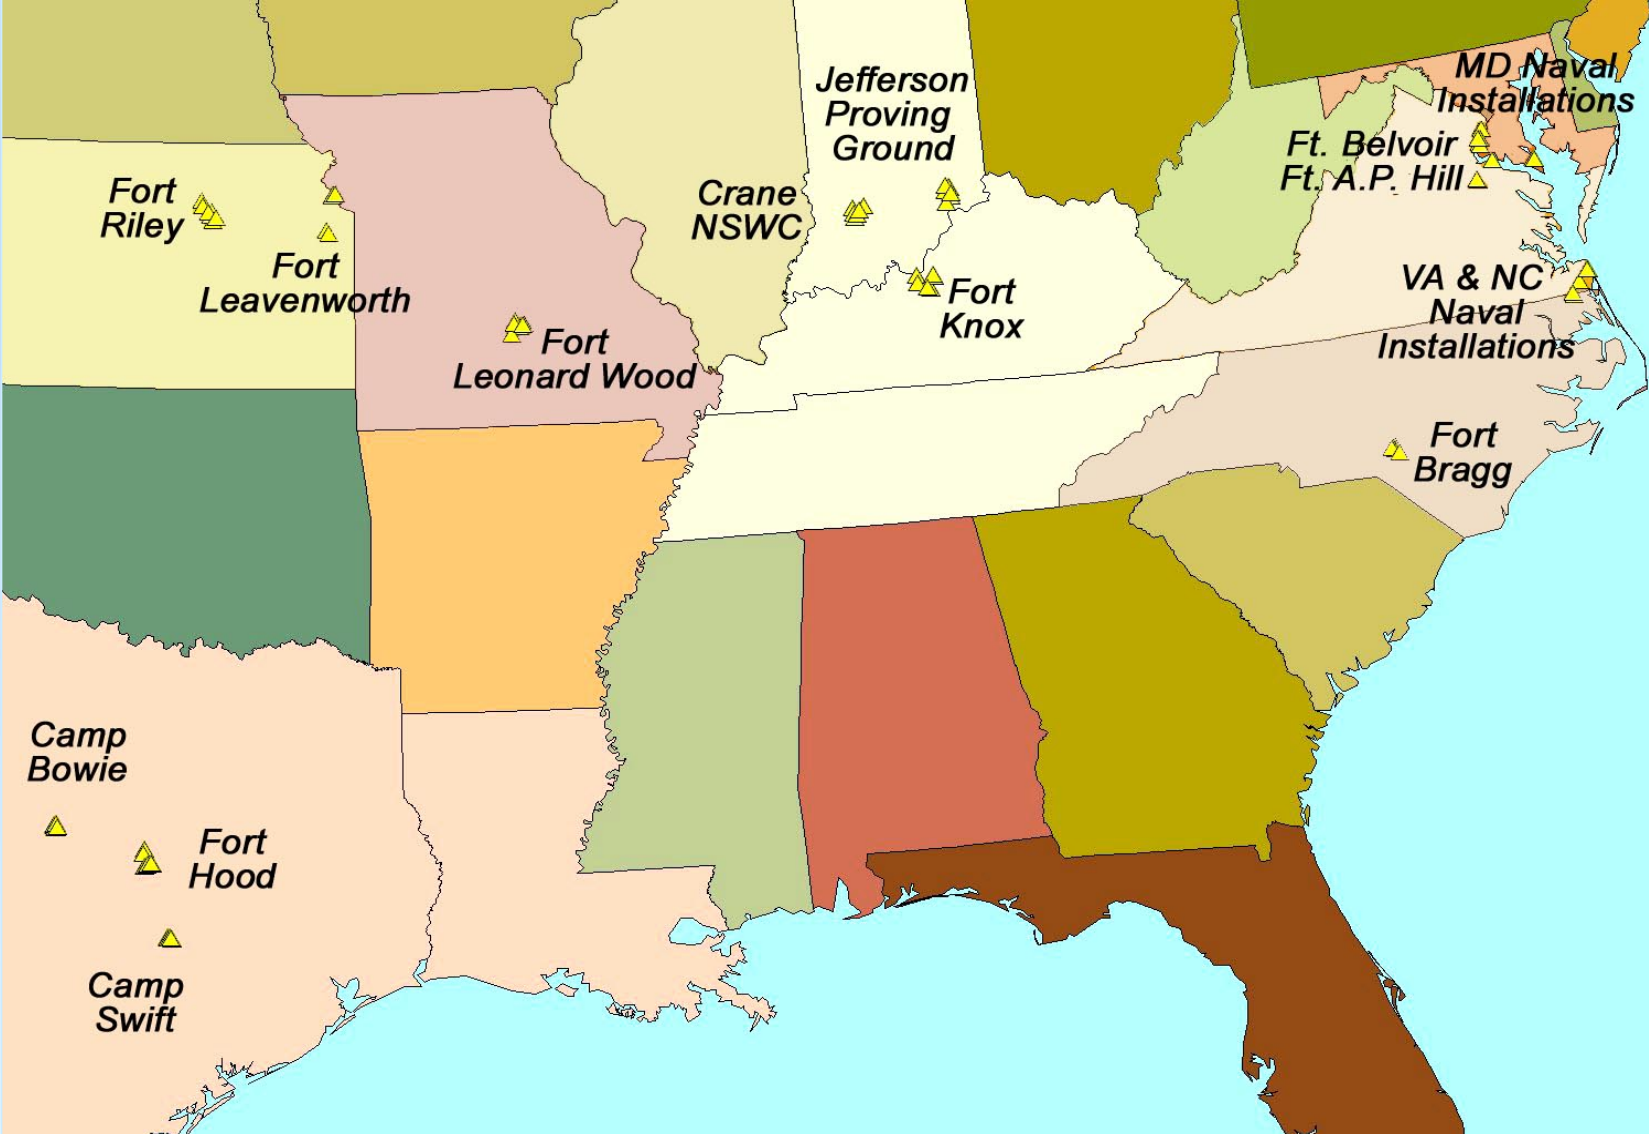 MD Naval
Installations
Jefferson
Proving
Ground
Ft. Belvoir
Ft. A.P. Hill
Fort
Riley
Crane
NSWC
Fort
Leavenworth
VA & NC
Naval
Installations
Fort
Knox
Fort
Leonard Wood
Fort
Bragg
Camp
Bowie
Fort
Hood
Camp
Swift